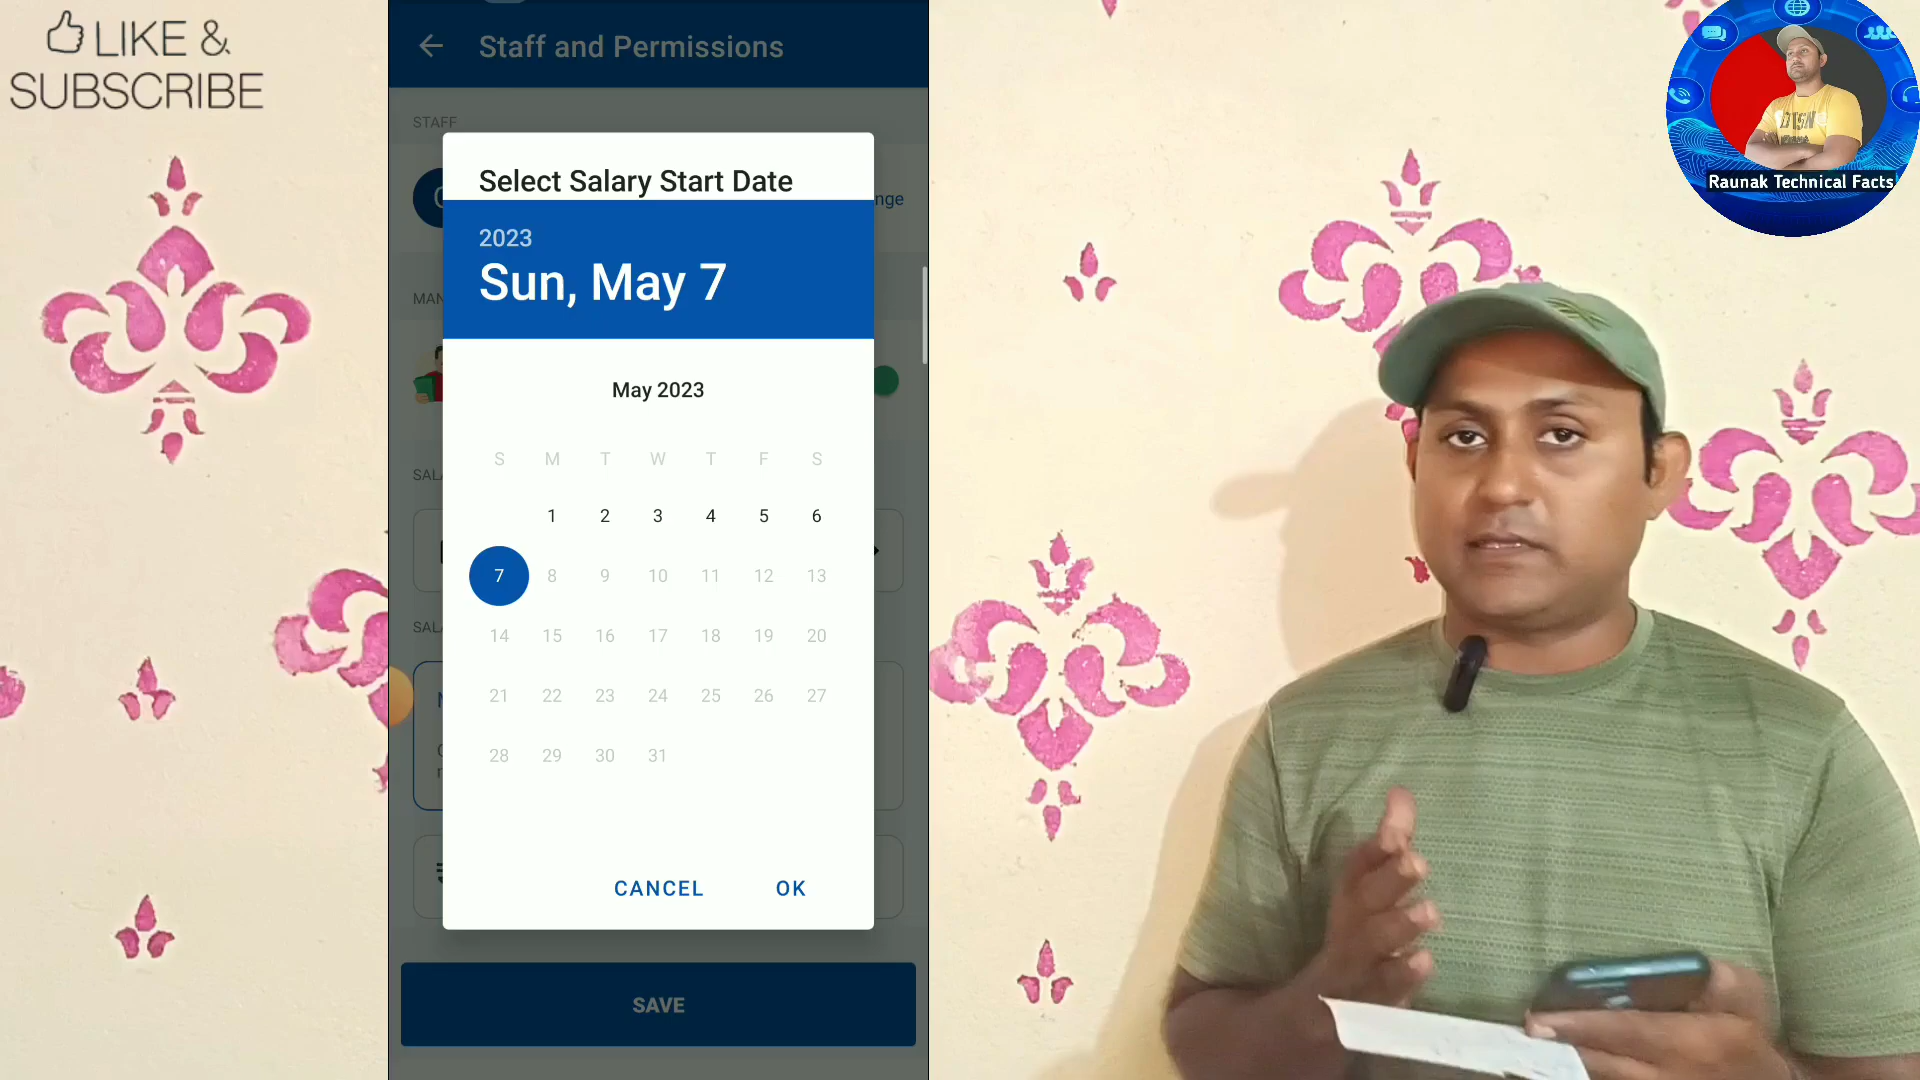 LIKE &
SUBSCRIBE
Staff and Permissions
STAFF
Select Salary Start Date
nge
2023
Sun, May 7
MAN
May 2023
S M T W T F S
1 2 3 4 5 6
7 8 9 10 11 12 13
14 15 16 17 18 19 20
21 22 23 24 25 26 27
28 29 30 31
SAL
SAL
CANCEL OK
SAVE
Raunak Technical Facts